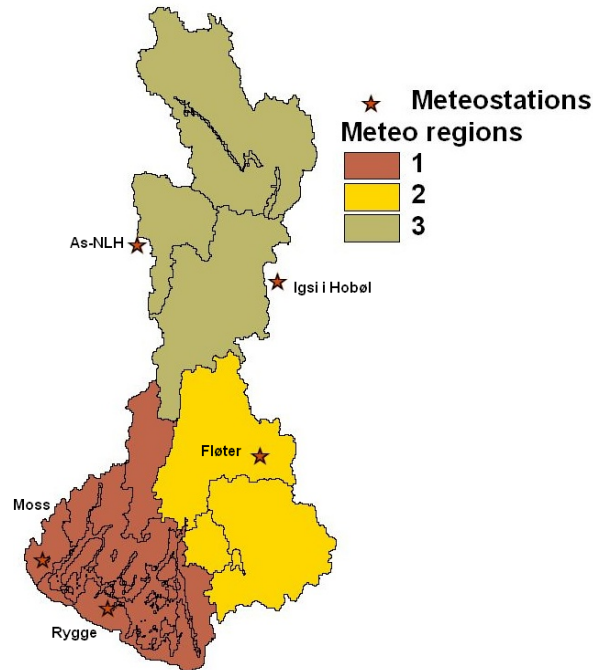 Meteostations
Meteo regions
1
2
3
As-NLH
Igsi i Hobøl
Fløter
Moss
Rygge